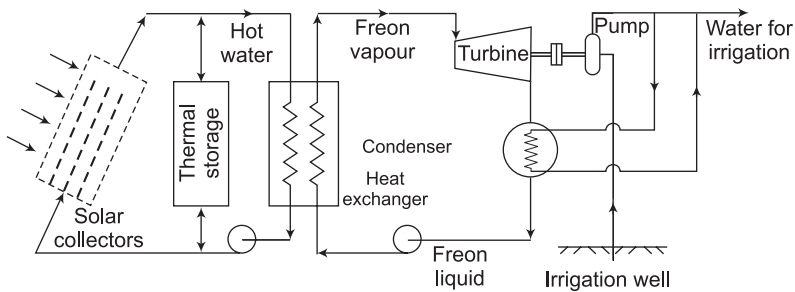 Hot
water
Freon
vapour
Turbine
Pump
Water for
irrigation
Thermal
storage
Condenser
Heat
exchanger
Solar
collectors
Freon
liquid
Irrigation well